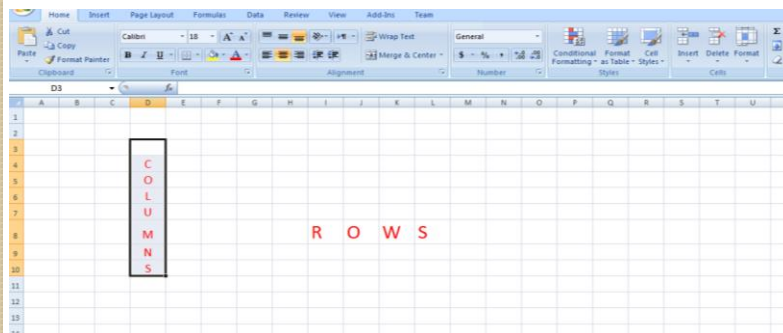 Home Insert Page Layout Formulas Data Review View Add-Ins Team
Cut
Copy
Format Painter
Paste
Clipboard
Calibri 18 A A
B I U A
Font
Wrap Text
Merge & Center
Alignment
General
$ % , .0 .00
Number
Conditional Formatting
Format as Table
Cell Styles
Styles
Insert Delete Format
Cells
Σ
D3 fx
A B C D E F G H I J K L M N O P Q R S T U
1
2
3
4 C
5 O
6 L
7 U
8 M R O W S
9 N
10 S
11
12
13